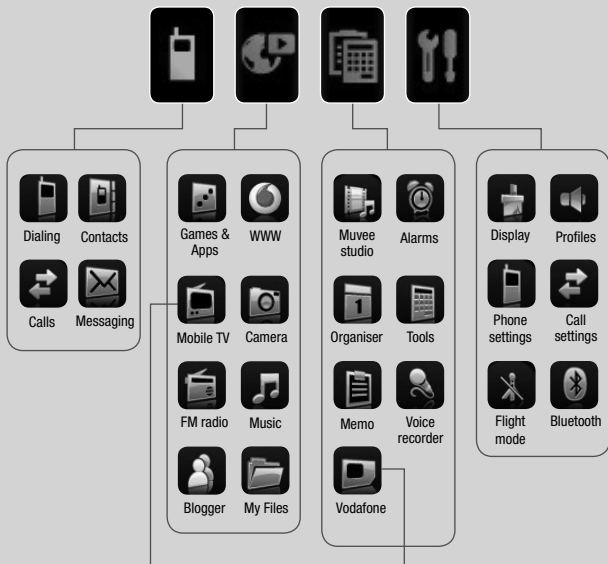 Dialing
Contacts
Calls
Messaging
Games &
Apps
WWW
Mobile TV
Camera
FM radio
Music
Blogger
My Files
Muvee
studio
Alarms
1
Organiser
Tools
Memo
Voice
recorder
Vodafone
Display
Profiles
Phone
settings
Call
settings
Flight
mode
Bluetooth